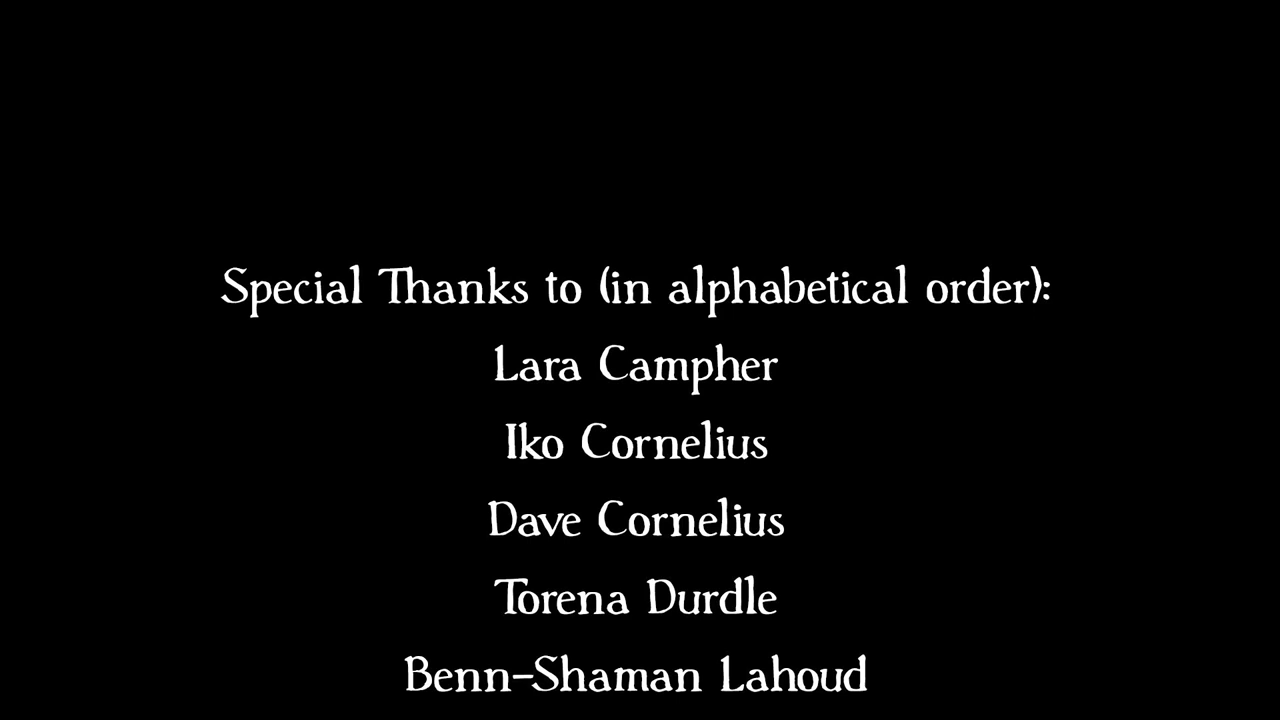 Special Thanks to (in alphabetical order):
Lara Campher
Iko Cornelius
Dave Cornelius
Torena Durdle
Benn-Shaman Lahoud